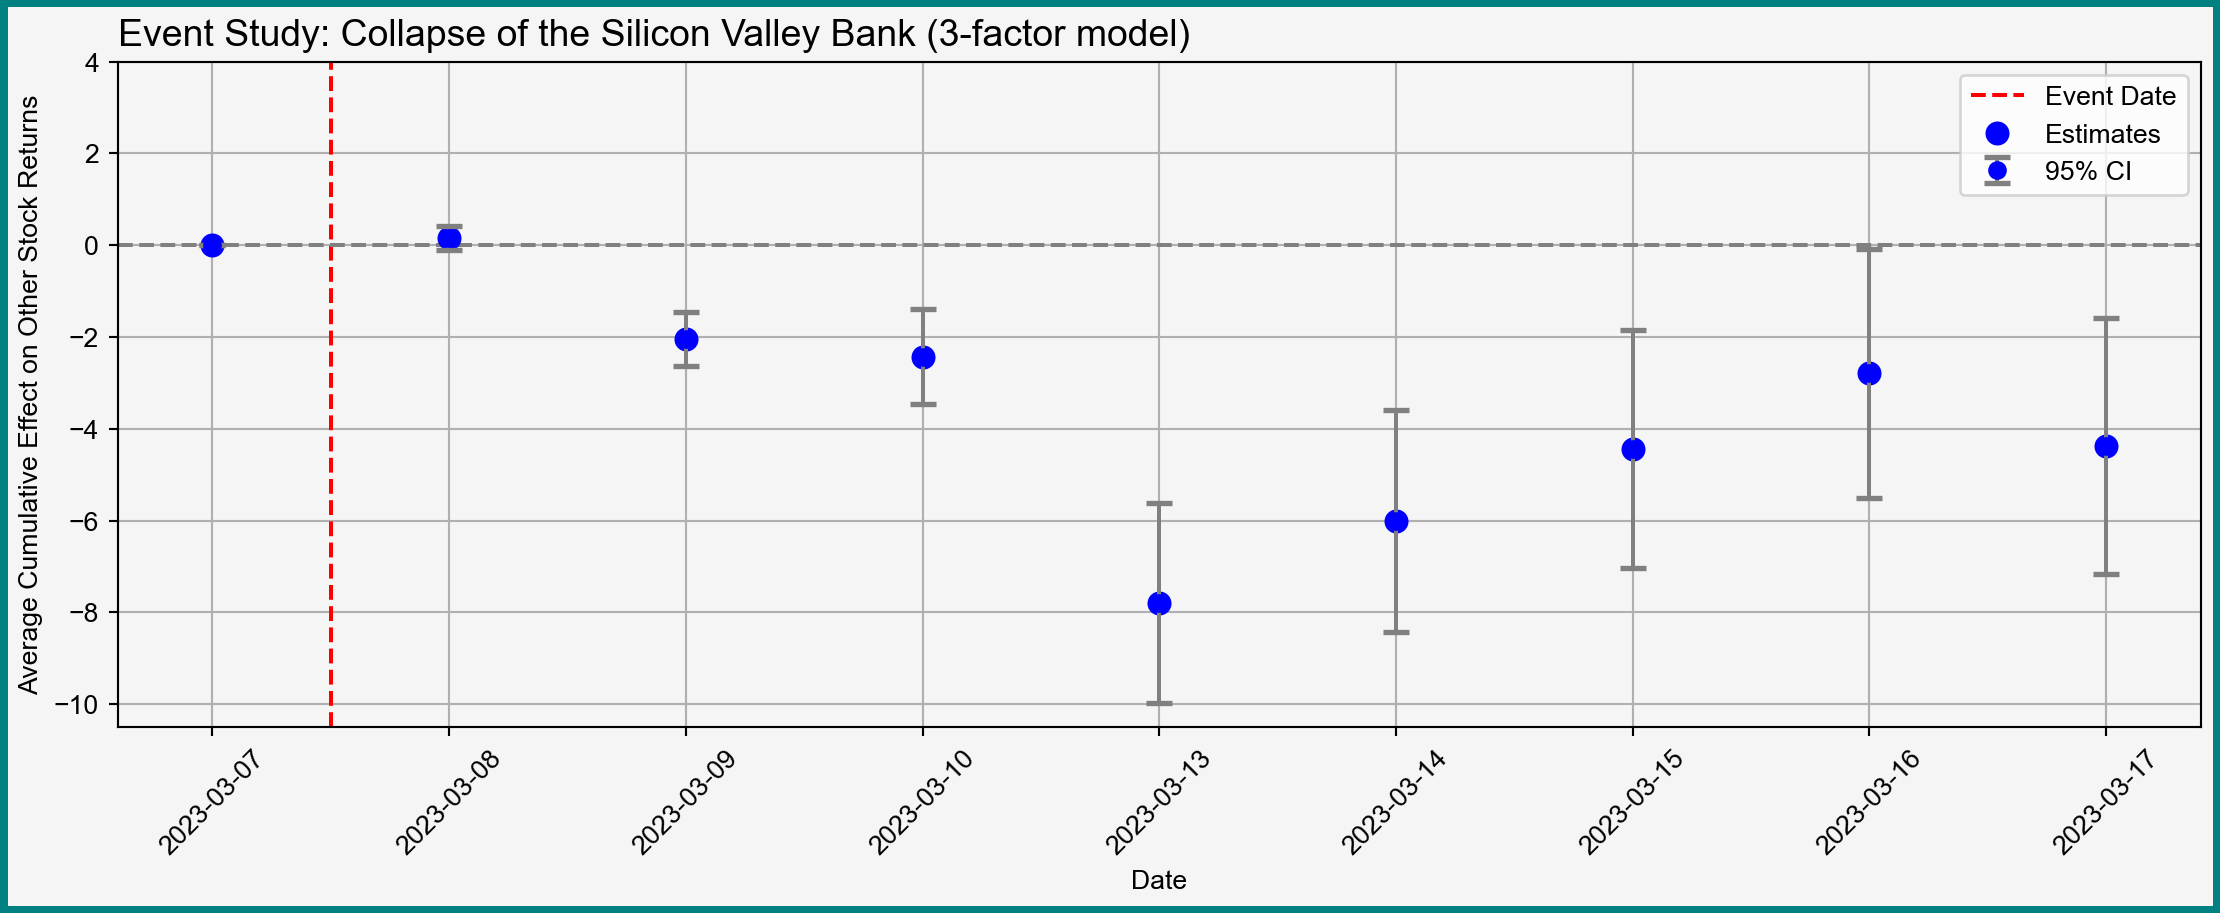 Event Study: Collapse of the Silicon Valley Bank (3-factor model)
Average Cumulative Effect on Other Stock Returns
4
2
0
−2
−4
−6
−8
−10
Event Date
Estimates
95% CI
2023-03-07
2023-03-08
2023-03-09
2023-03-10
2023-03-13
2023-03-14
2023-03-15
2023-03-16
2023-03-17
Date